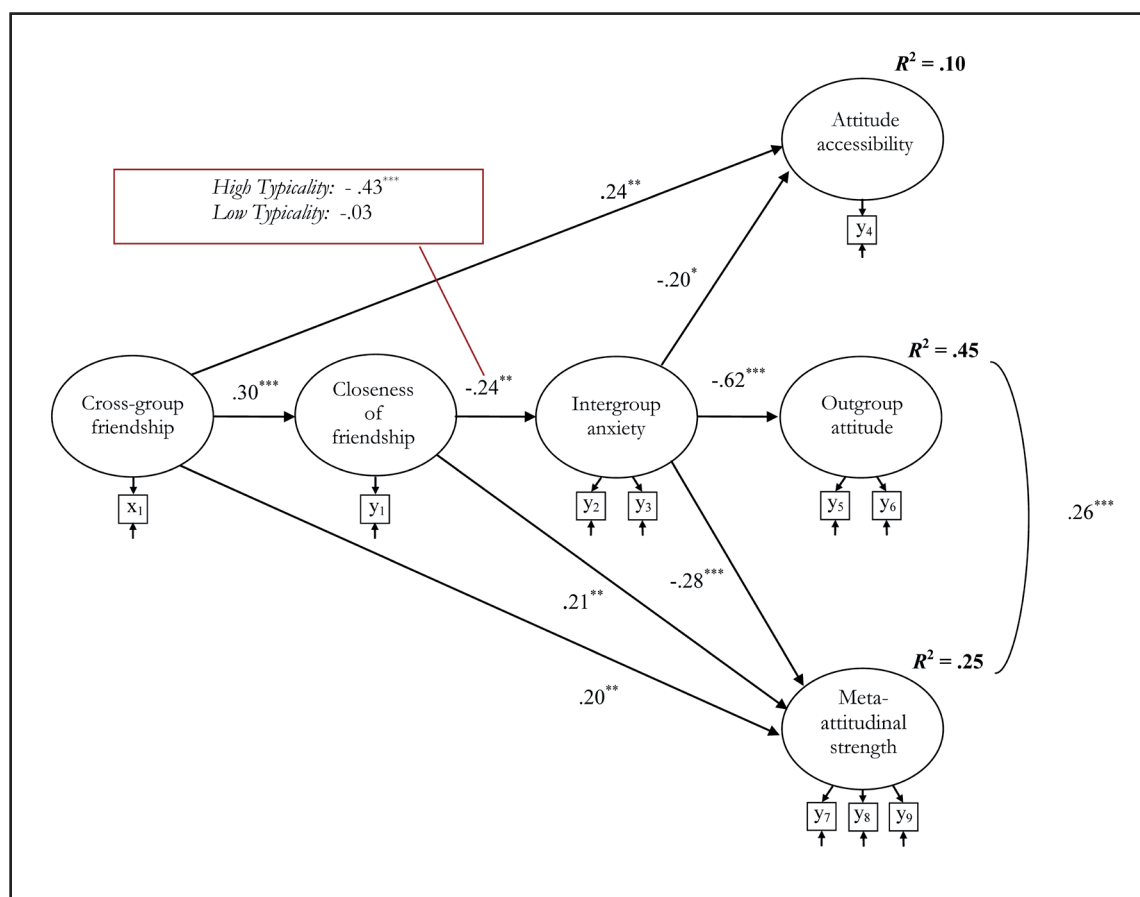 R² = .10
Attitude
accessibility
y₄
High Typicality: - .43***
Low Typicality: -.03
.24**
-.20*
R² = .45
Cross-group
friendship
x₁
.30***
Closeness
of
friendship
y₁
-.24**
Intergroup
anxiety
y₂ y₃
-.62***
Outgroup
attitude
y₅ y₆
.26***
-.28***
.21**
.20**
R² = .25
Meta-
attitudinal
strength
y₇ y₈ y₉